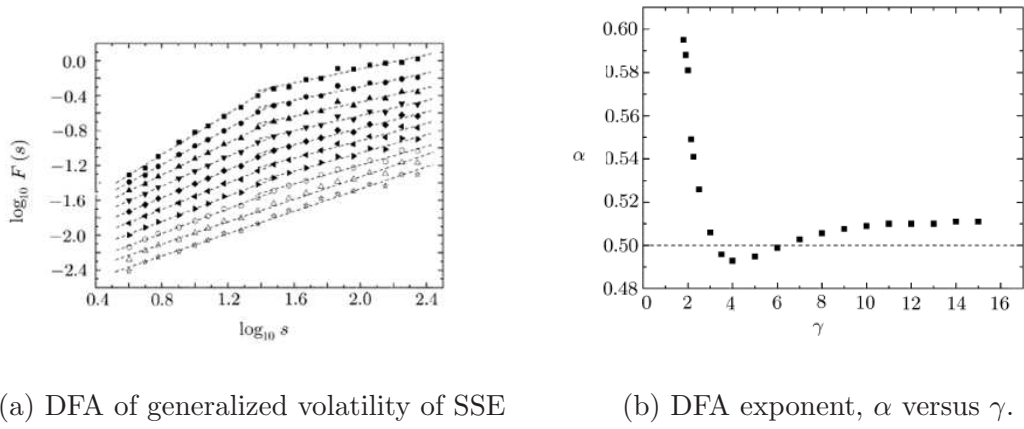 0.0
−0.4
−0.8
−1.2
−1.6
−2.0
−2.4
0.4 0.8 1.2 1.6 2.0 2.4
log₁₀ F (s)
log₁₀ s
0.60
0.58
0.56
0.54
0.52
0.50
0.48
0 2 4 6 8 10 12 14 16
α
γ
(a) DFA of generalized volatility of SSE
(b) DFA exponent, α versus γ.